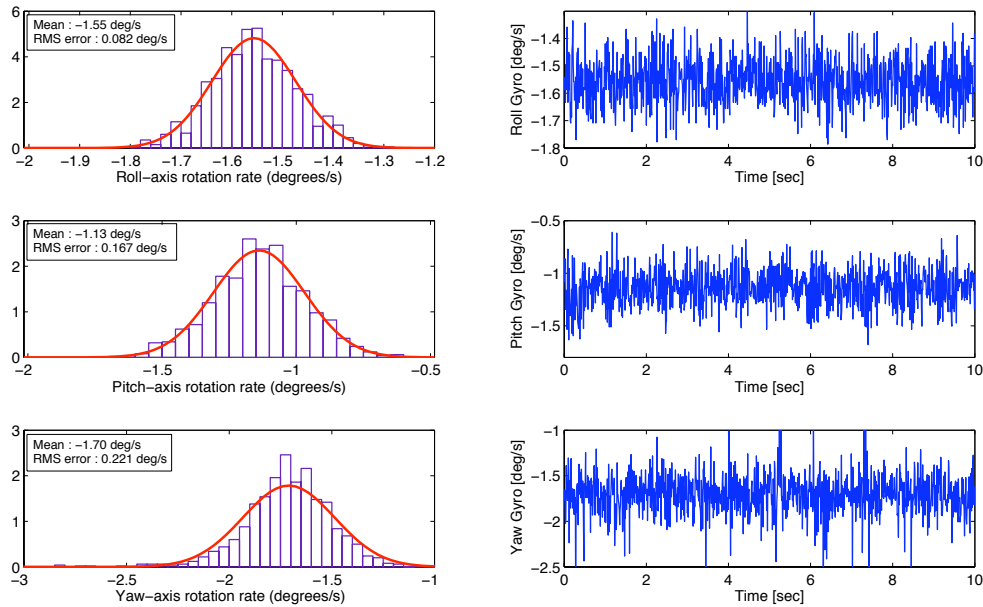 6
4
2
0
Mean : −1.55 deg/s
RMS error : 0.082 deg/s
−2 −1.9 −1.8 −1.7 −1.6 −1.5 −1.4 −1.3 −1.2
Roll−axis rotation rate (degrees/s)
Roll Gyro [deg/s]
−1.4
−1.5
−1.6
−1.7
−1.8
0 2 4 6 8 10
Time [sec]
3
2
1
0
Mean : −1.13 deg/s
RMS error : 0.167 deg/s
−2 −1.5 −1 −0.5
Pitch−axis rotation rate (degrees/s)
Pitch Gyro [deg/s]
−0.5
−1
−1.5
0 2 4 6 8 10
Time [sec]
3
2
1
0
Mean : −1.70 deg/s
RMS error : 0.221 deg/s
−3 −2.5 −2 −1.5 −1
Yaw−axis rotation rate (degrees/s)
Yaw Gyro [deg/s]
−1
−1.5
−2
−2.5
0 2 4 6 8 10
Time [sec]